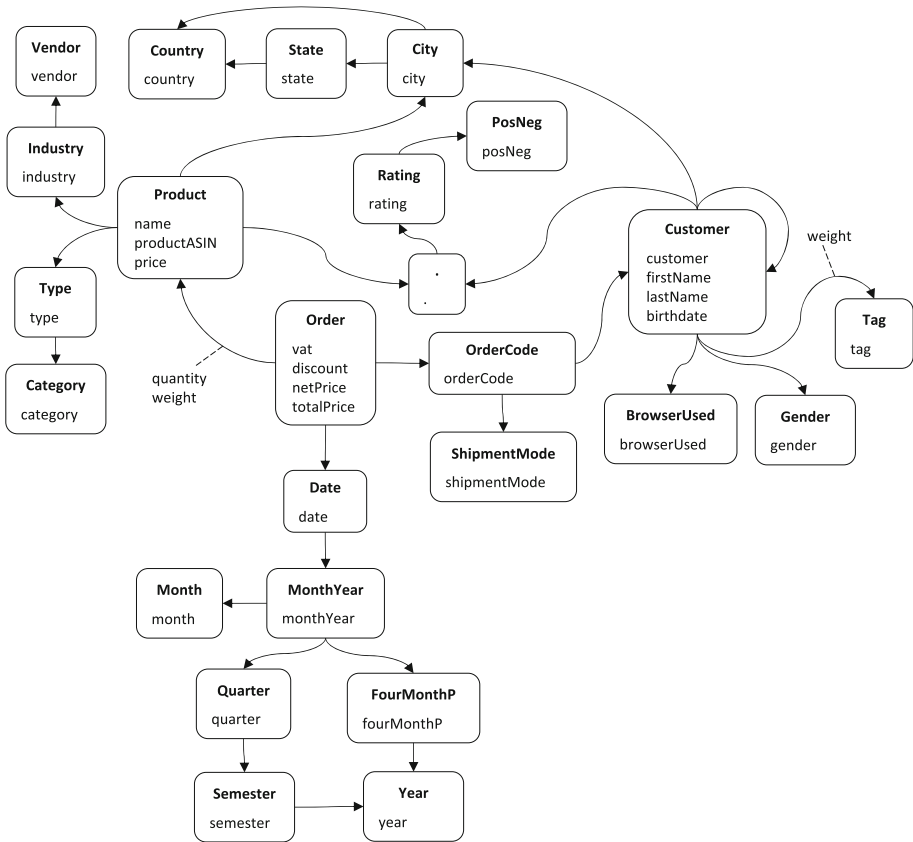 Vendor
vendor
Country
country
State
state
City
city
PosNeg
posNeg
Industry
industry
Rating
rating
Product
name
productASIN
price
Customer
customer
firstName
lastName
birthdate
weight
Type
type
.
.
Tag
tag
Order
vat
discount
netPrice
totalPrice
OrderCode
orderCode
quantity
weight
Category
category
BrowserUsed
browserUsed
Gender
gender
ShipmentMode
shipmentMode
Date
date
Month
month
MonthYear
monthYear
Quarter
quarter
FourMonthP
fourMonthP
Semester
semester
Year
year